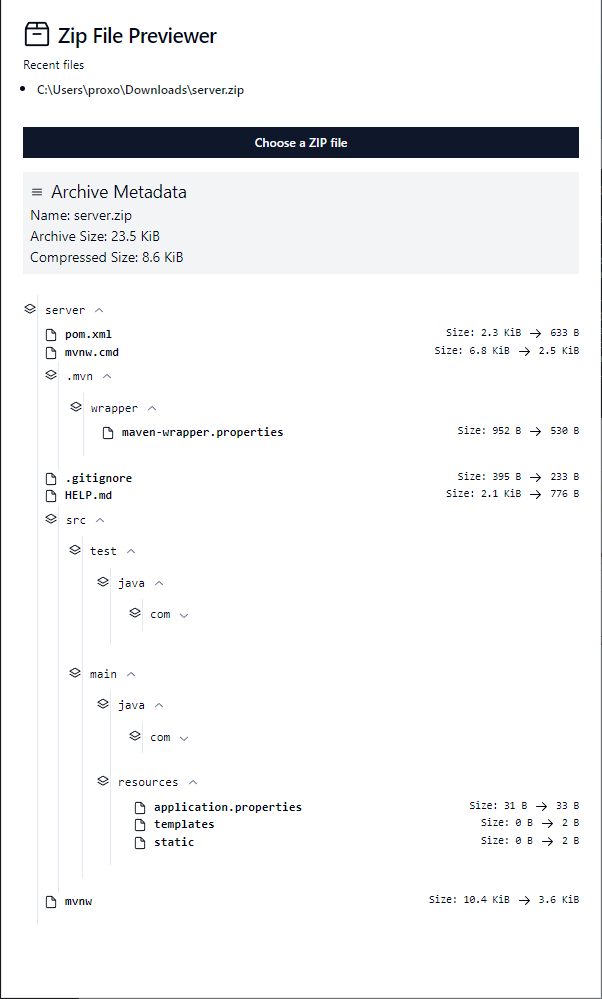 Zip File Previewer
Recent files
C:\Users\proxo\Downloads\server.zip
Choose a ZIP file
Archive Metadata
Name: server.zip
Archive Size: 23.5 KiB
Compressed Size: 8.6 KiB
server
pom.xml Size: 2.3 KiB → 633 B
mvnw.cmd Size: 6.8 KiB → 2.5 KiB
.mvn
wrapper
maven-wrapper.properties Size: 952 B → 530 B
.gitignore Size: 395 B → 233 B
HELP.md Size: 2.1 KiB → 776 B
src
test
java
com
main
java
com
resources
application.properties Size: 31 B → 33 B
templates Size: 0 B → 2 B
static Size: 0 B → 2 B
mvnw Size: 10.4 KiB → 3.6 KiB